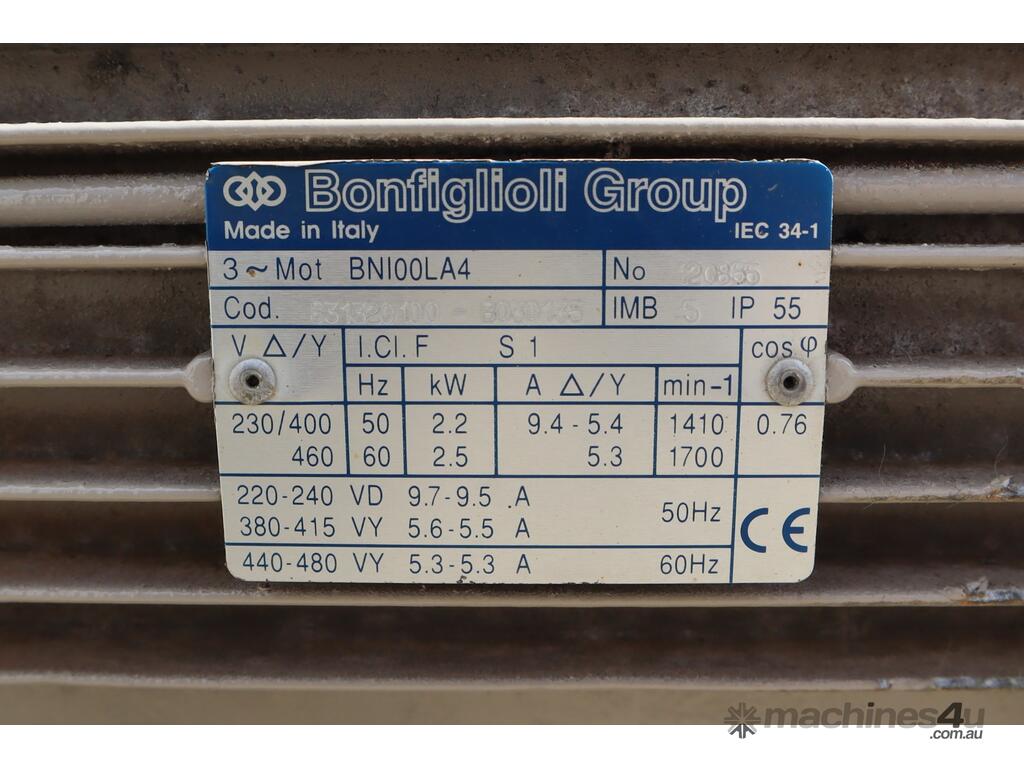 Bonfiglioli Group
Made in Italy IEC 34-1
3 ~ Mot BN100LA4 No
Cod. IMB 5 IP 55
V Δ/Y I.Cl. F S 1 cos φ
Hz kW A Δ/Y min-1
230/400 50 2.2 9.4 - 5.4 1410 0.76
460 60 2.5 5.3 1700
220-240 VD 9.7-9.5 .A 50Hz
380-415 VY 5.6-5.5 A
CE
440-480 VY 5.3-5.3 A 60Hz
machines4u
.com.au